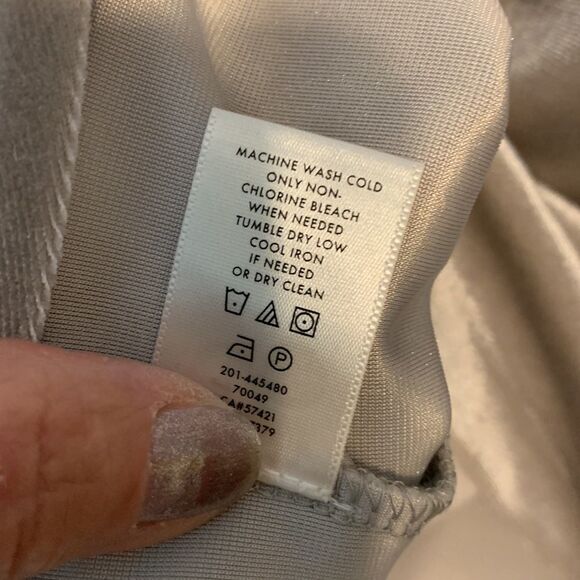 MACHINE WASH COLD
ONLY NON-
CHLORINE BLEACH
WHEN NEEDED
TUMBLE DRY LOW
COOL IRON
IF NEEDED
OR DRY CLEAN
P
201-445480
70049
CA#57421